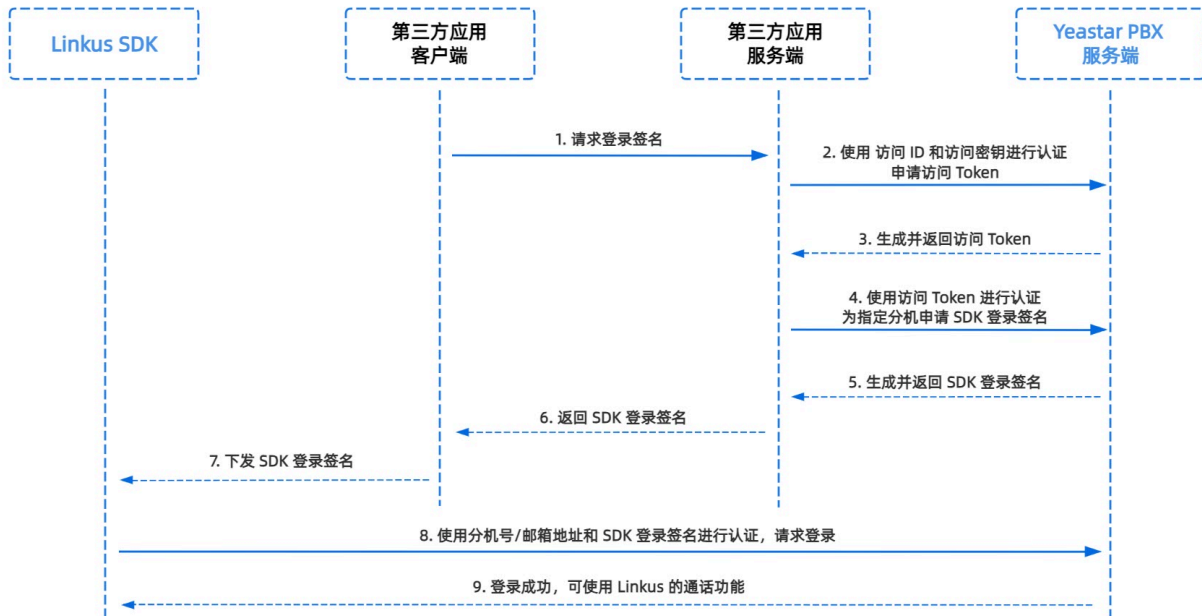 Linkus SDK
第三方应用
客户端
第三方应用
服务端
Yeastar PBX
服务端
1. 请求登录签名
2. 使用 访问 ID 和访问密钥进行认证
申请访问 Token
3. 生成并返回访问 Token
4. 使用访问 Token 进行认证
为指定分机申请 SDK 登录签名
5. 生成并返回 SDK 登录签名
6. 返回 SDK 登录签名
7. 下发 SDK 登录签名
8. 使用分机号/邮箱地址和 SDK 登录签名进行认证，请求登录
9. 登录成功，可使用 Linkus 的通话功能